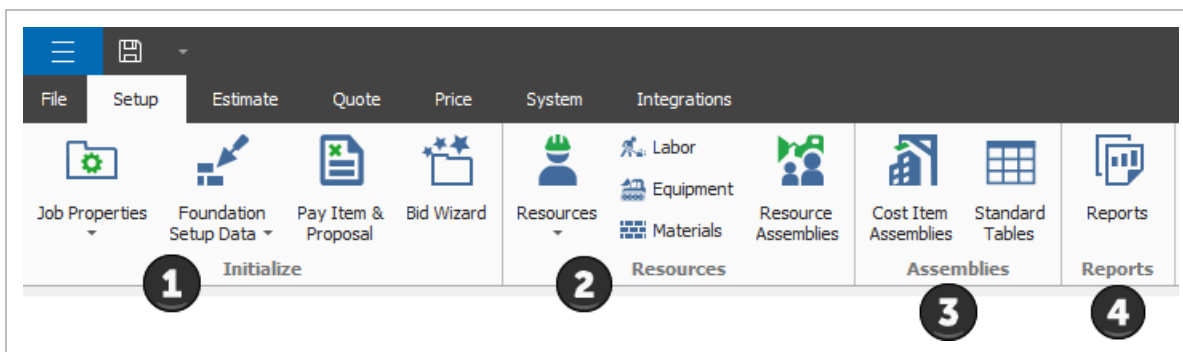 File Setup Estimate Quote Price System Integrations
Job Properties
Foundation
Setup Data
Pay Item &
Proposal
Bid Wizard
Resources
Labor
Equipment
Materials
Resource
Assemblies
Cost Item
Assemblies
Standard
Tables
Reports
Initialize Resources Assemblies Reports
1 2 3 4